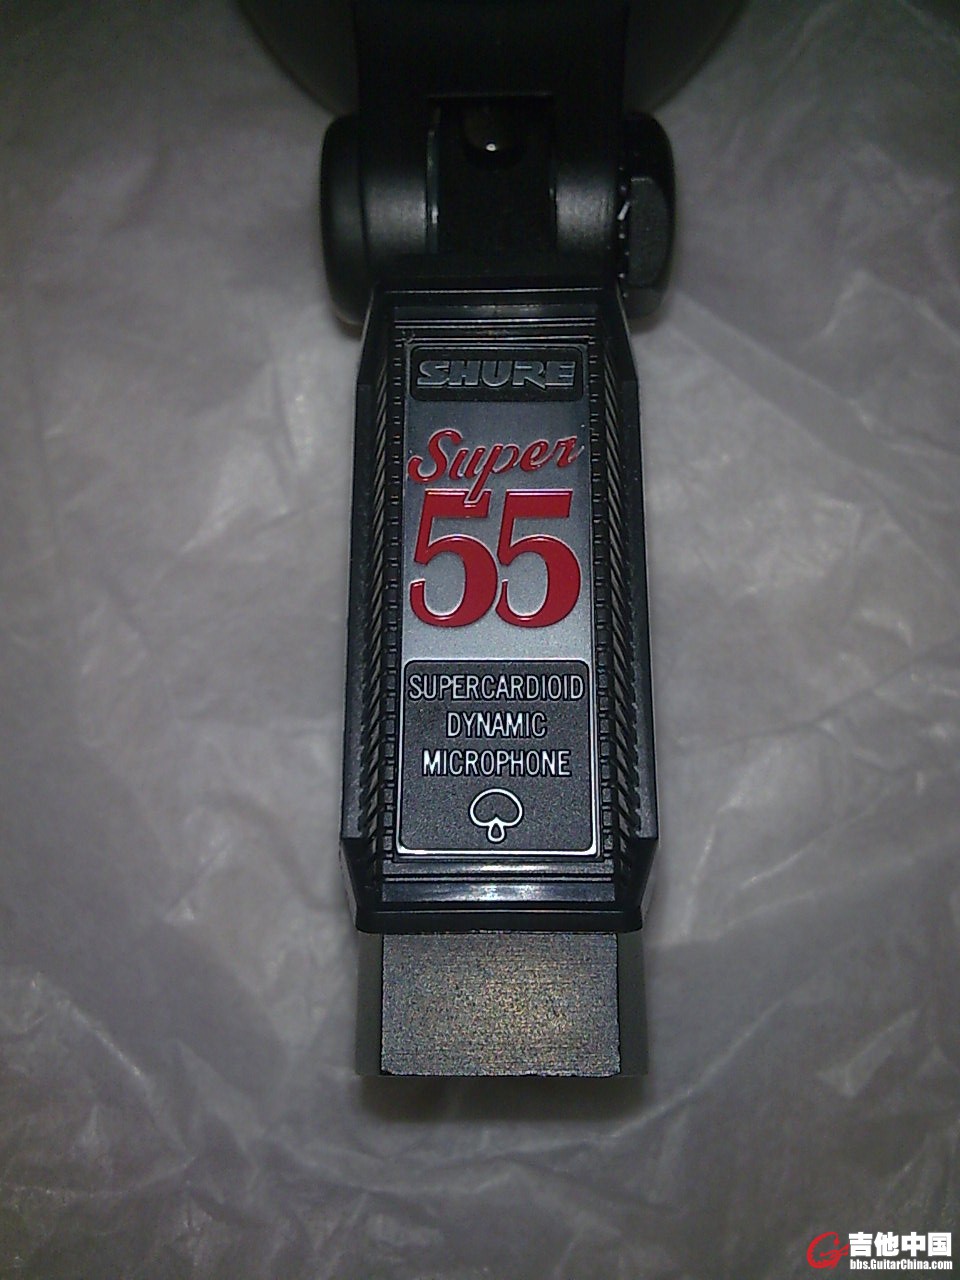 SHURE
Super
55
SUPERCARDIOID
DYNAMIC
MICROPHONE
吉他中国
bbs.GuitarChina.com